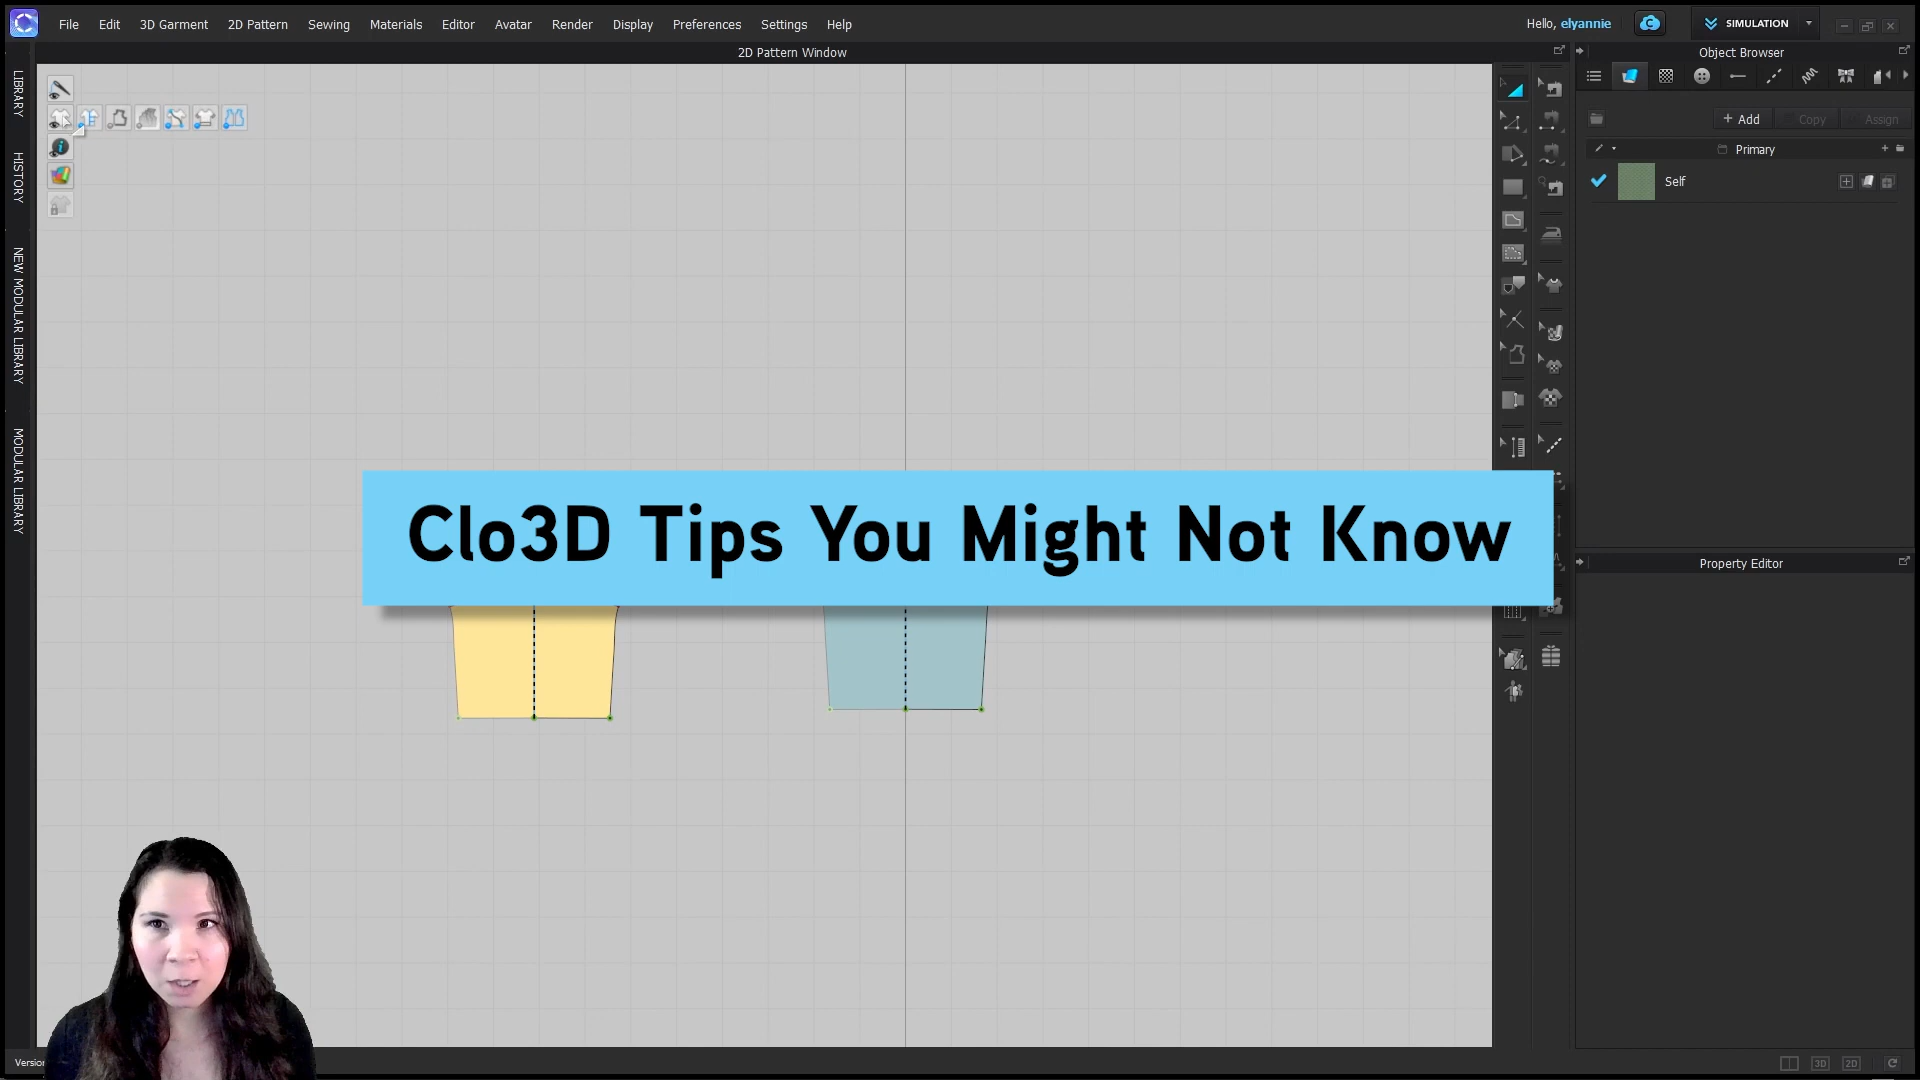 File Edit 3D Garment 2D Pattern Sewing Materials Editor Avatar Render Display Preferences Settings Help
Hello, elyannie
SIMULATION
2D Pattern Window
Object Browser
LIBRARY
HISTORY
NEW MODULAR LIBRARY
MODULAR LIBRARY
+ Add
Copy
Assign
Primary
Self
Clo3D Tips You Might Not Know
Property Editor
Version
3D
2D